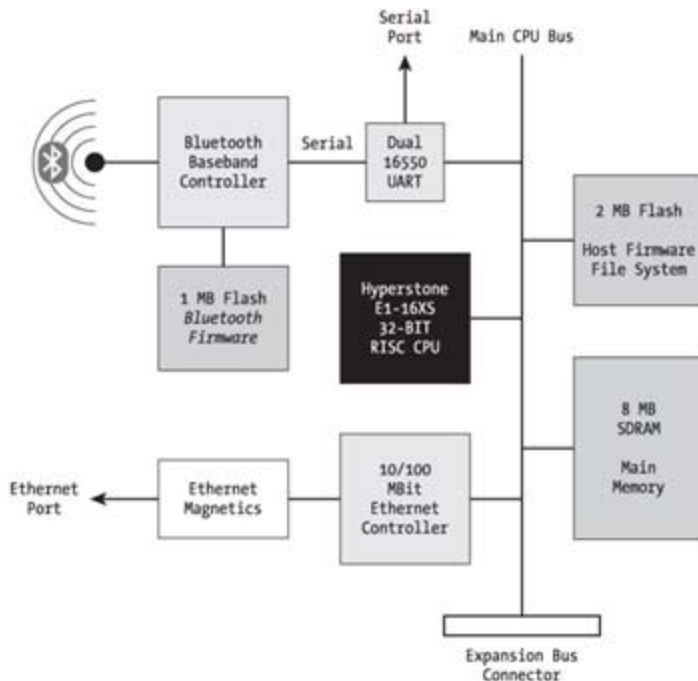 Serial
Port
Main CPU Bus
Bluetooth
Baseband
Controller
Serial
Dual
16550
UART
2 MB Flash
Host Firmware
File System
1 MB Flash
Bluetooth
Firmware
Hyperstone
E1-16XS
32-BIT
RISC CPU
8 MB
SDRAM
Main
Memory
Ethernet
Port
Ethernet
Magnetics
10/100
MBit
Ethernet
Controller
Expansion Bus
Connector